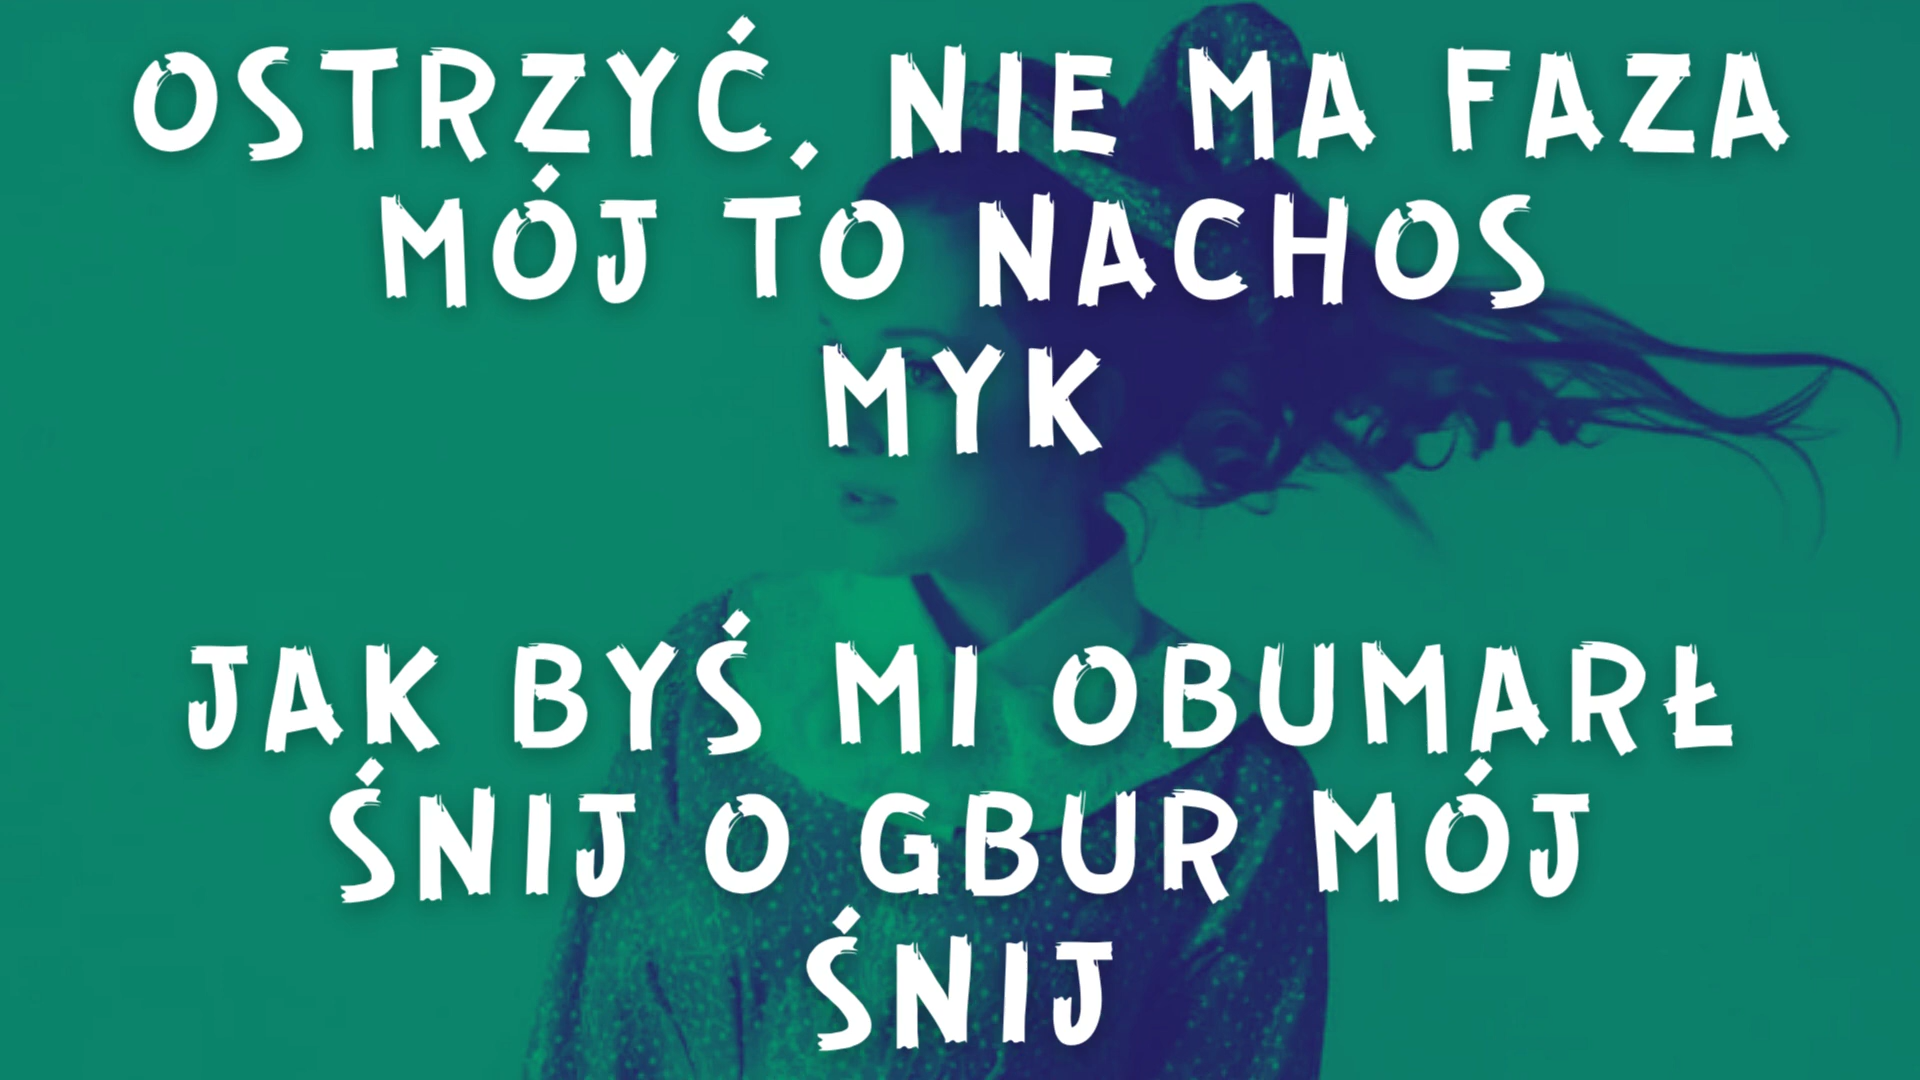 OSTRZYĆ, NIE MA FAZA
MÓJ TO NACHOS
MYK
JAK BYŚ MI OBUMARŁ
ŚNIJ O GBUR MÓJ
ŚNIJ